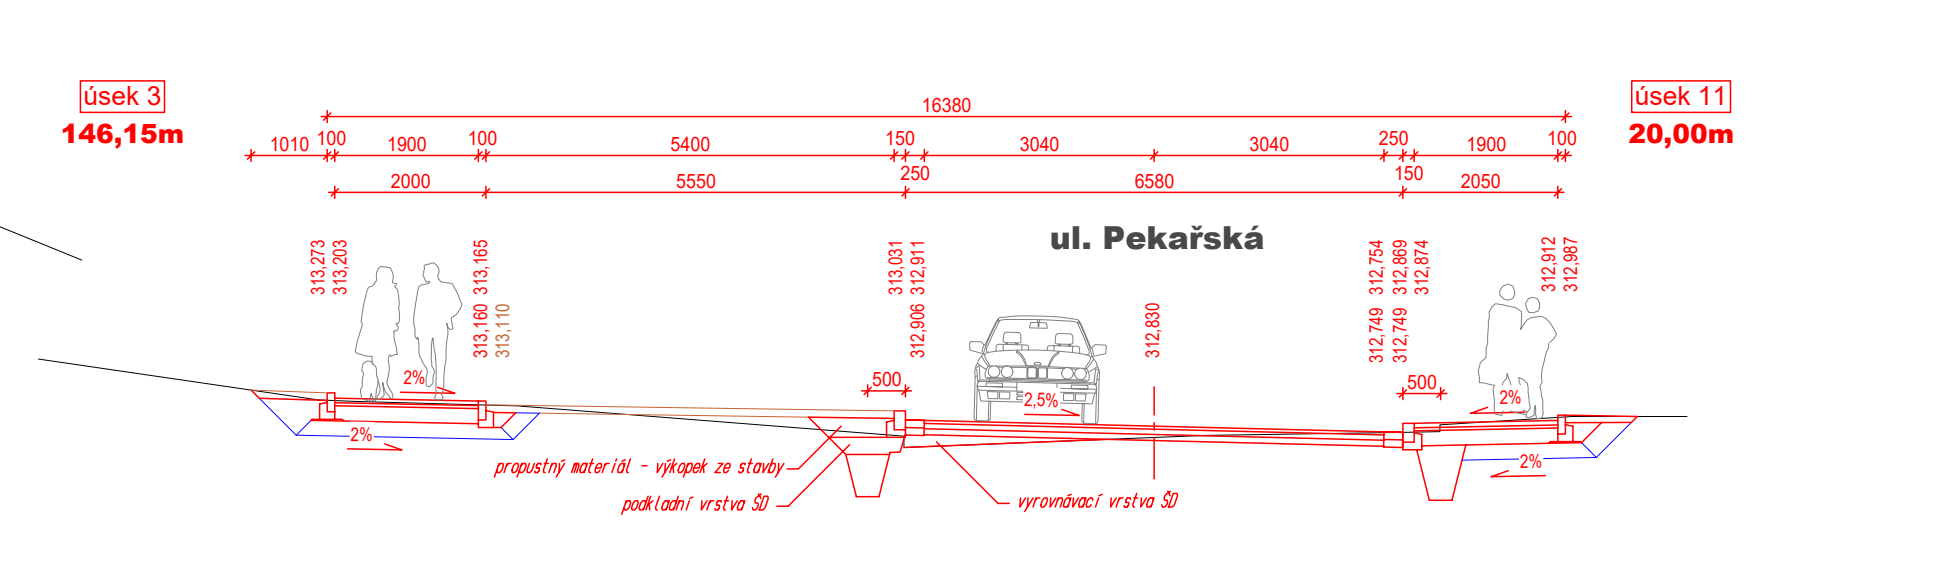 úsek 3
146,15m
úsek 11
20,00m
16380
1010 100 1900 100 5400 150 3040 3040 250 1900 100
2000 5550 250 6580 150 2050
ul. Pekařská
313,273 313,203 313,165 313,031 312,911 312,754 312,869 312,874 312,912 312,987
313,160 313,110 312,906 312,830 312,749 312,749
2% 500 2,5% 500 2%
2% 2%
propustný materiál - výkopek ze stavby
podkladní vrstva ŠD
vyrovnávací vrstva ŠD